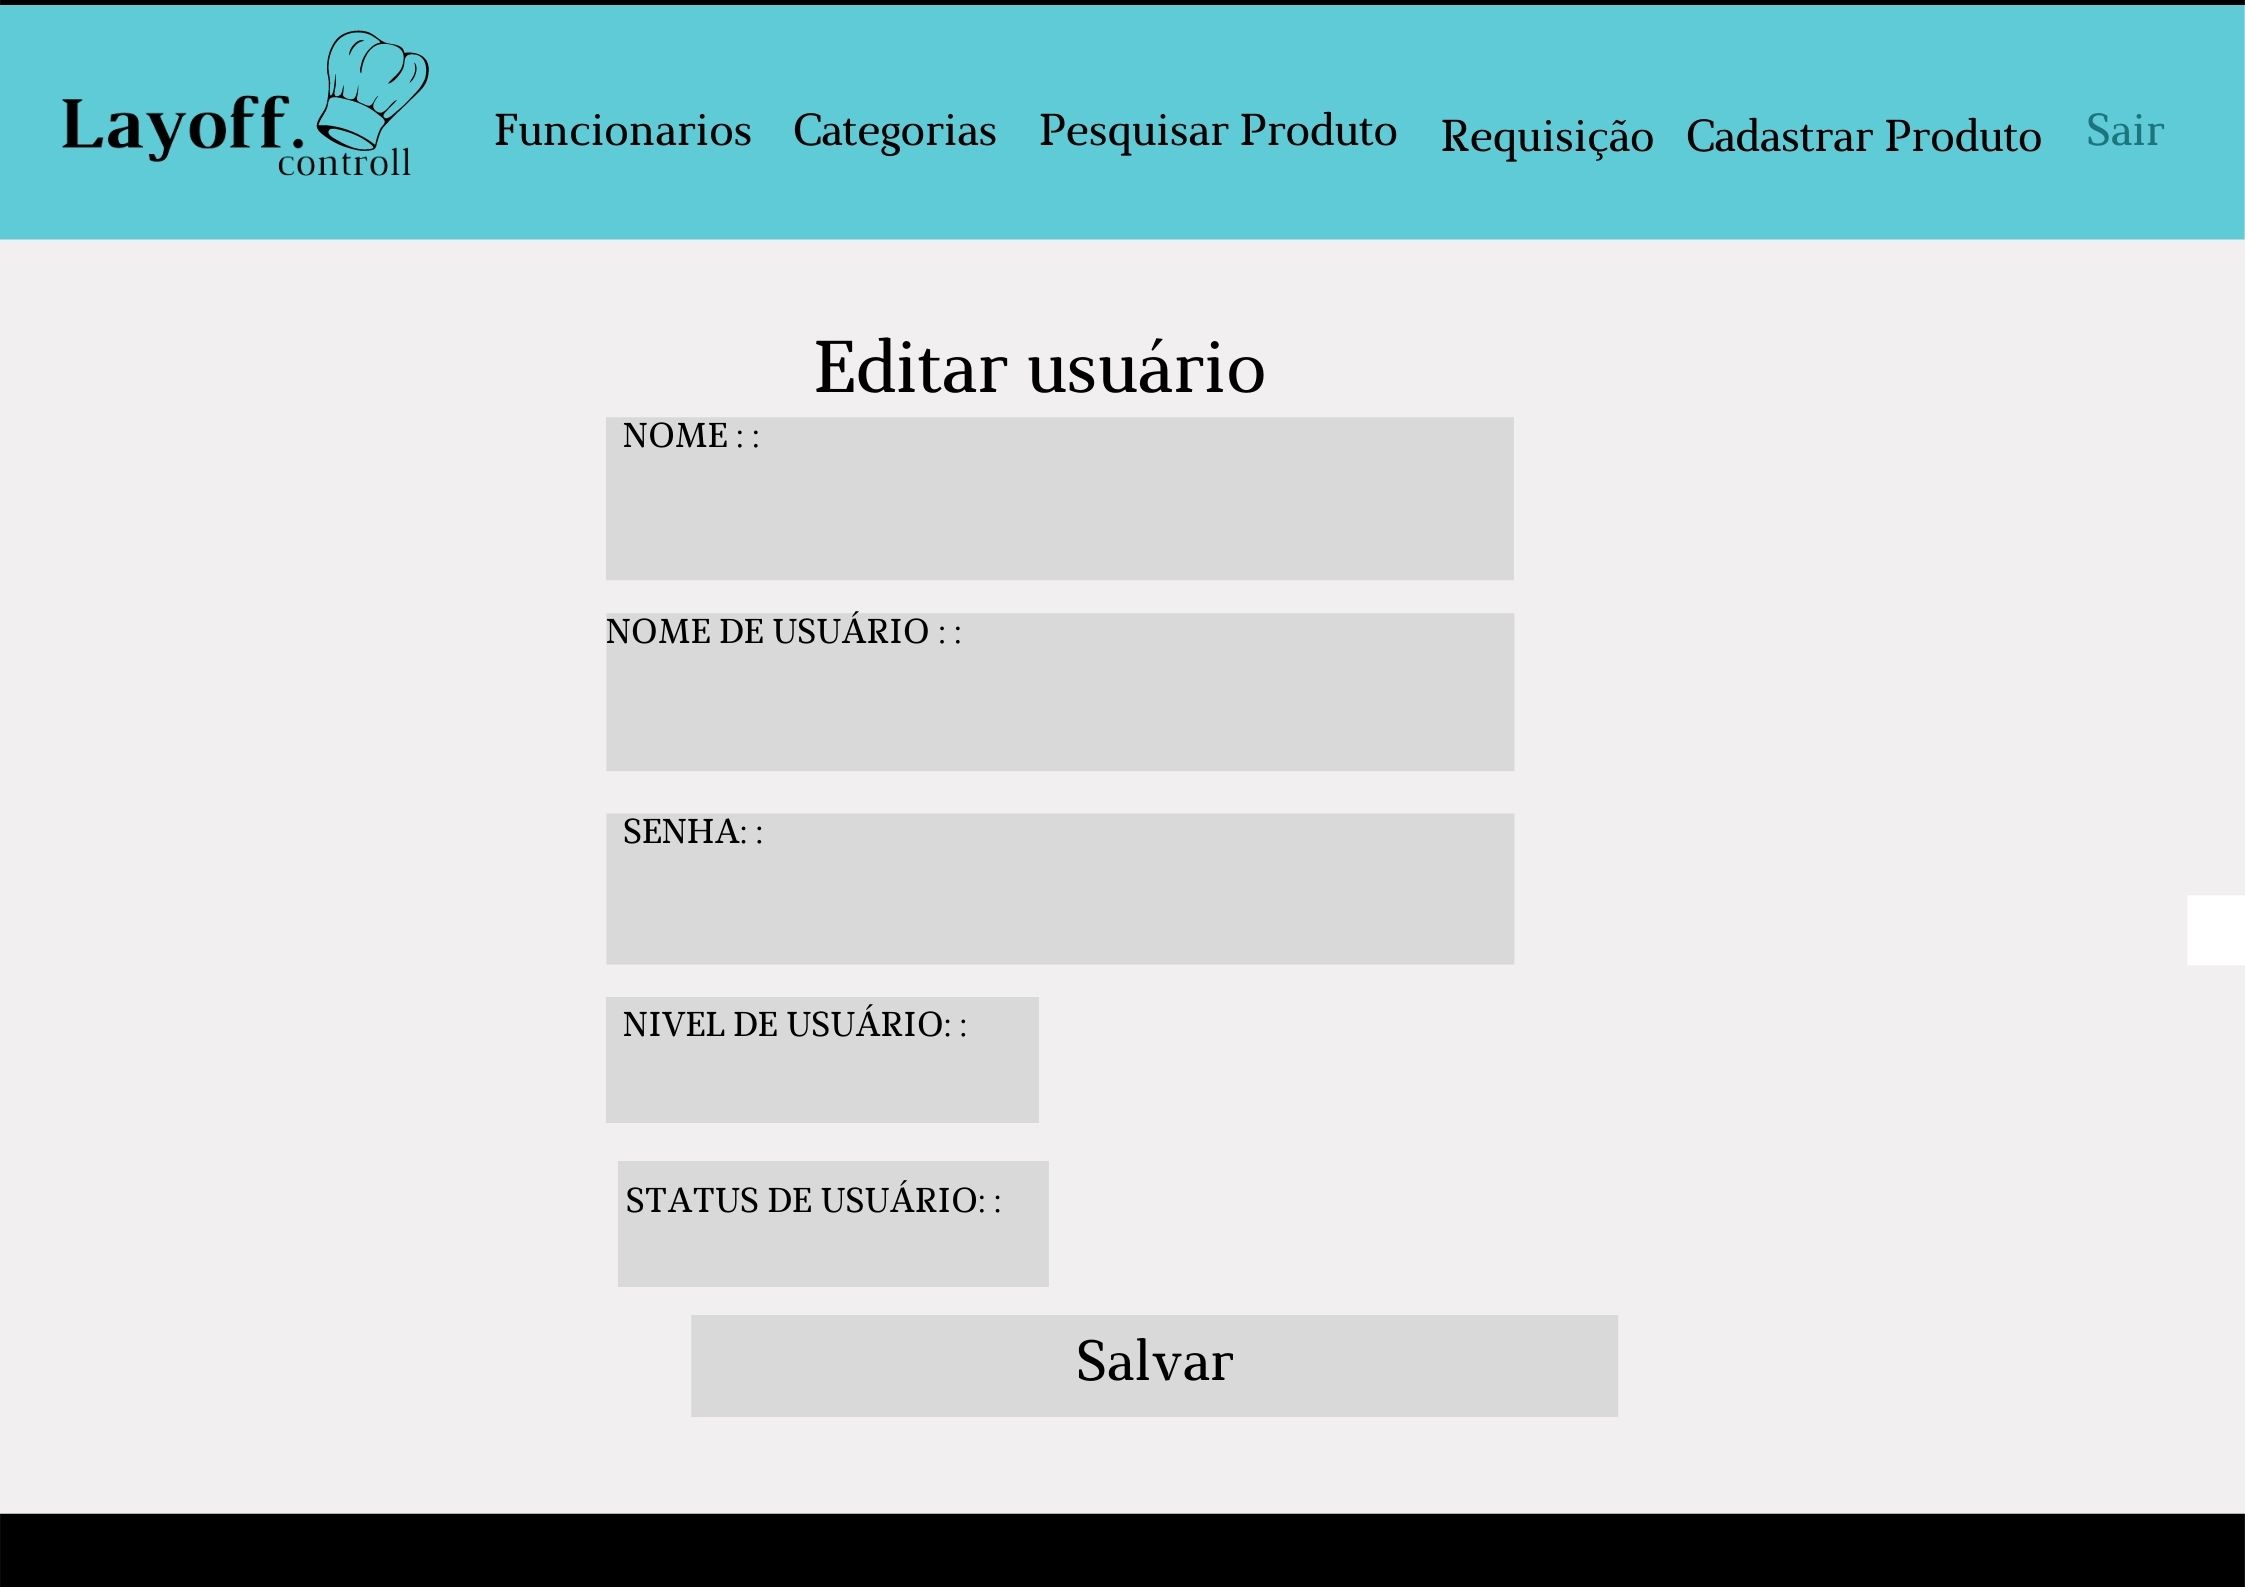 Layoff.
controll
Funcionarios
Categorias
Pesquisar Produto
Requisição
Cadastrar Produto
Sair
Editar usuário
NOME : :
NOME DE USUÁRIO : :
SENHA: :
NIVEL DE USUÁRIO: :
STATUS DE USUÁRIO: :
Salvar